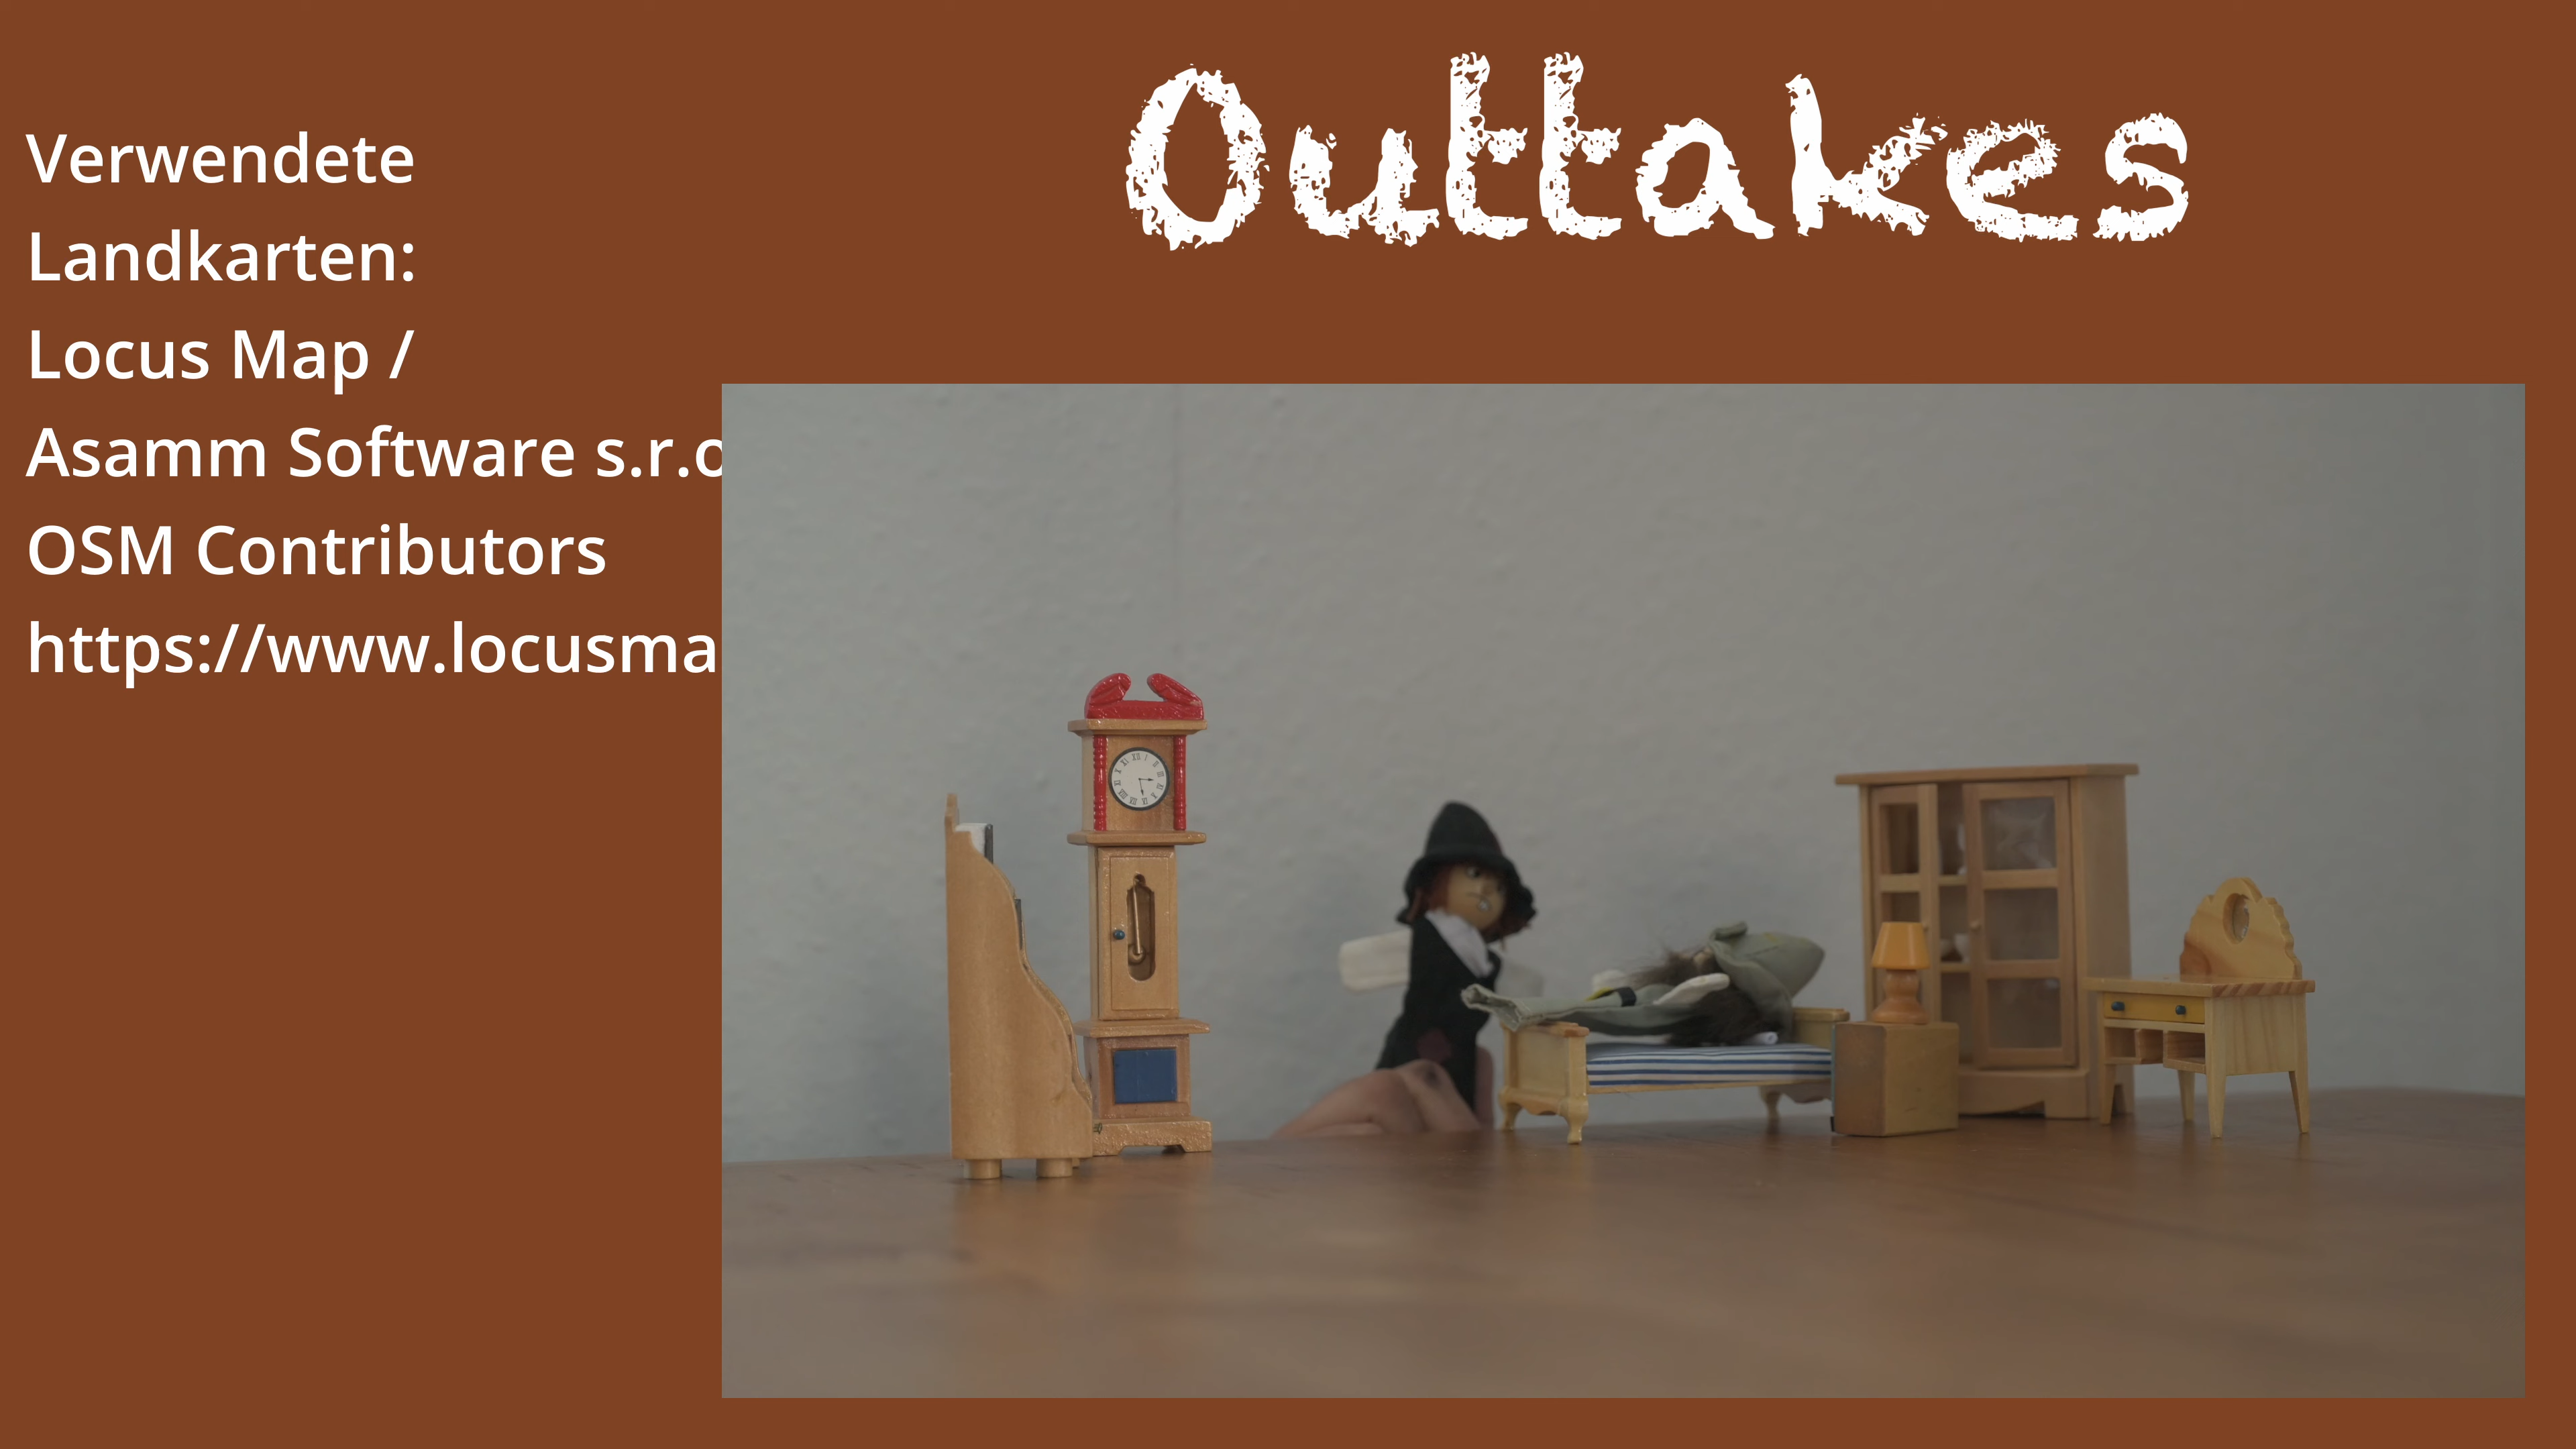 Outtakes
Verwendete
Landkarten:
Locus Map /
Asamm Software s.r.o
OSM Contributors
https://www.locusma